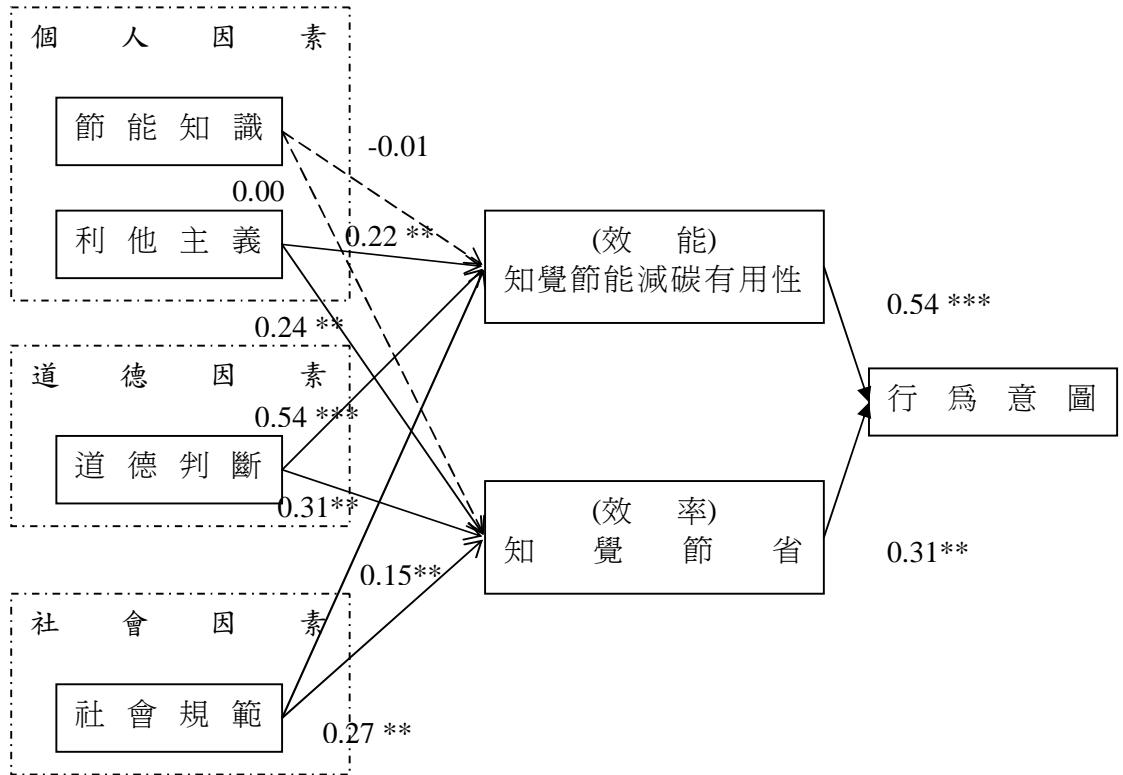 個人因素
節能知識
-0.01
0.00
利他主義
0.22 **
(效能)
知覺節能減碳有用性
0.54 ***
0.24 **
道德因素
行為意圖
0.54 ***
道德判斷
0.31**
(效率)
知覺節省
0.31**
0.15**
社會因素
社會規範
0.27 **